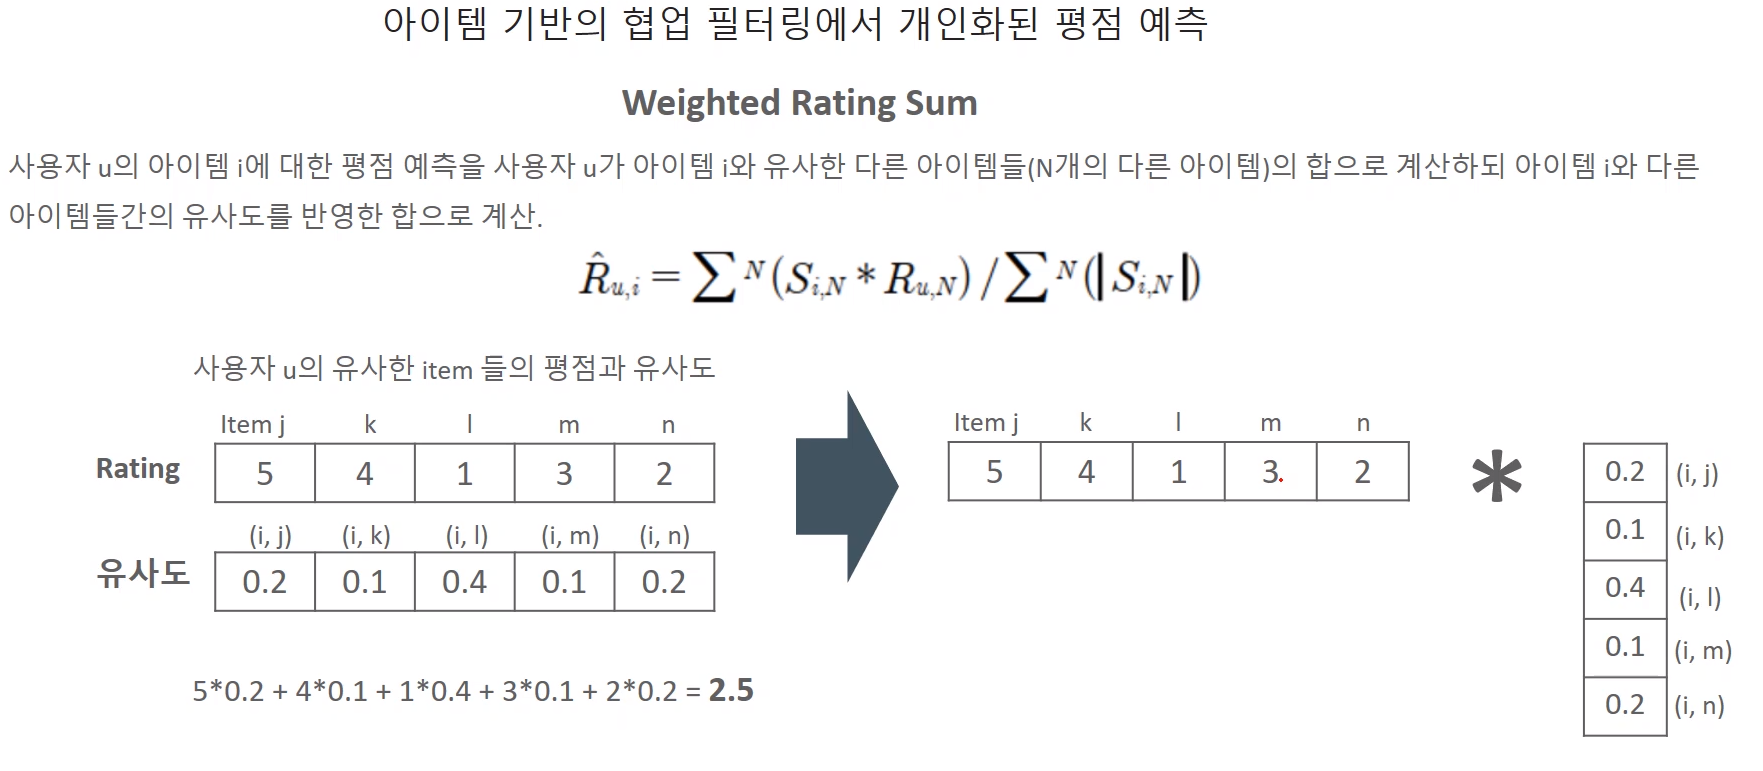 아이템 기반의 협업 필터링에서 개인화된 평점 예측
Weighted Rating Sum
사용자 u의 아이템 i에 대한 평점 예측을 사용자 u가 아이템 i와 유사한 다른 아이템들(N개의 다른 아이템)의 합으로 계산하되 아이템 i와 다른
아이템들간의 유사도를 반영한 합으로 계산.
R̂u,i = ∑ N (Si,N * Ru,N) / ∑ N (| Si,N |)
사용자 u의 유사한 item 들의 평점과 유사도
Item j k l m n
Rating 5 4 1 3 2
(i, j) (i, k) (i, l) (i, m) (i, n)
유사도 0.2 0.1 0.4 0.1 0.2
5*0.2 + 4*0.1 + 1*0.4 + 3*0.1 + 2*0.2 = 2.5
Item j k l m n
5 4 1 3 2
*
0.2 (i, j)
0.1 (i, k)
0.4 (i, l)
0.1 (i, m)
0.2 (i, n)